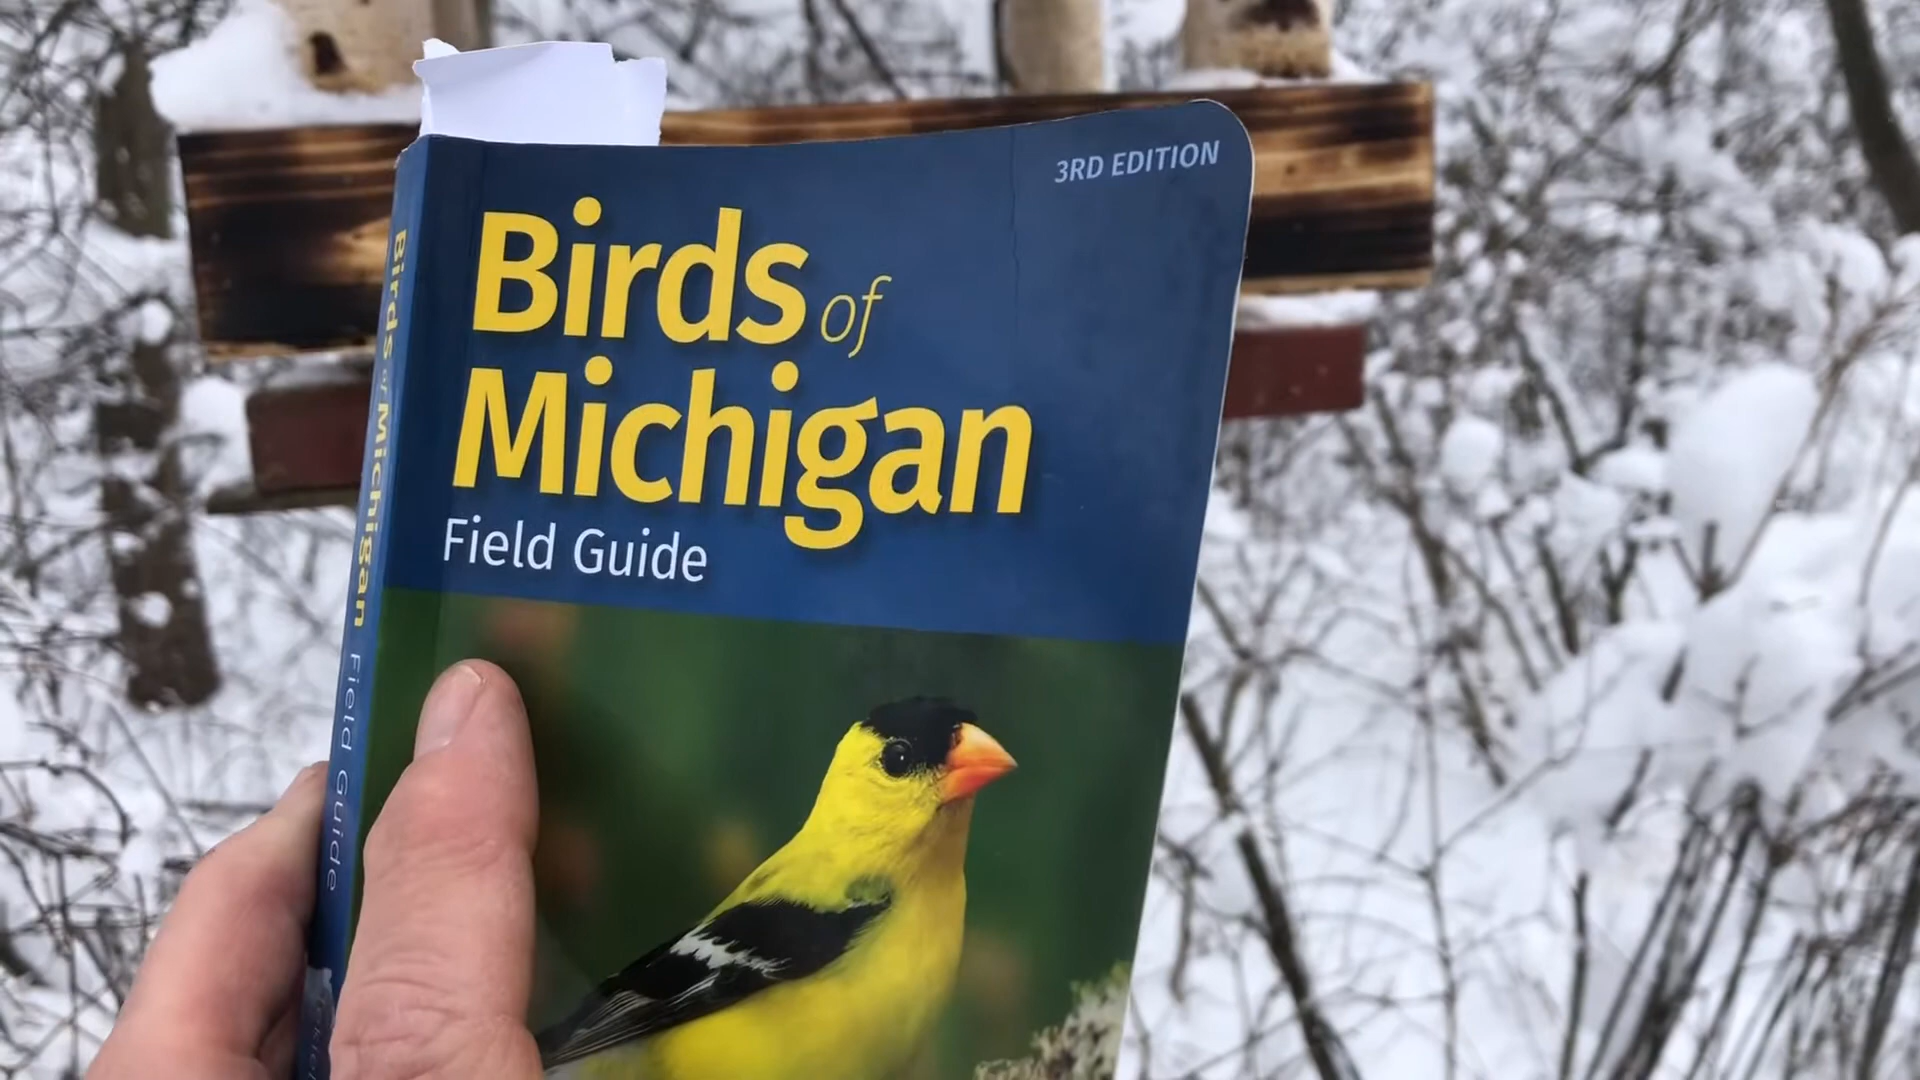 3RD EDITION
Birds of
Michigan
Field Guide
Birds of Michigan Field Guide